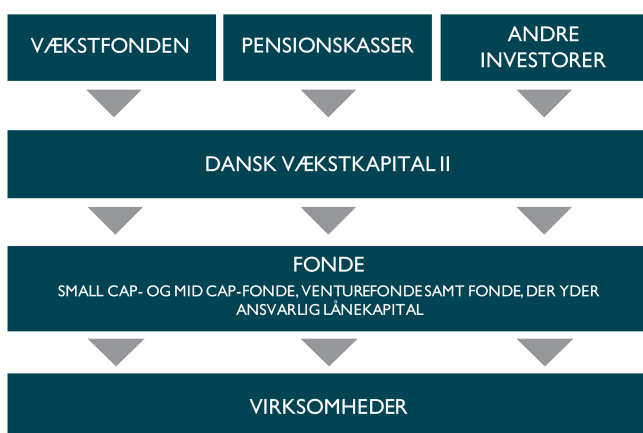 VÆKSTFONDEN
PENSIONSKASSER
ANDRE
INVESTORER
DANSK VÆKSTKAPITAL II
FONDE
SMALL CAP- OG MID CAP-FONDE, VENTUREFONDE SAMT FONDE, DER YDER
ANSVARLIG LÅNEKAPITAL
VIRKSOMHEDER